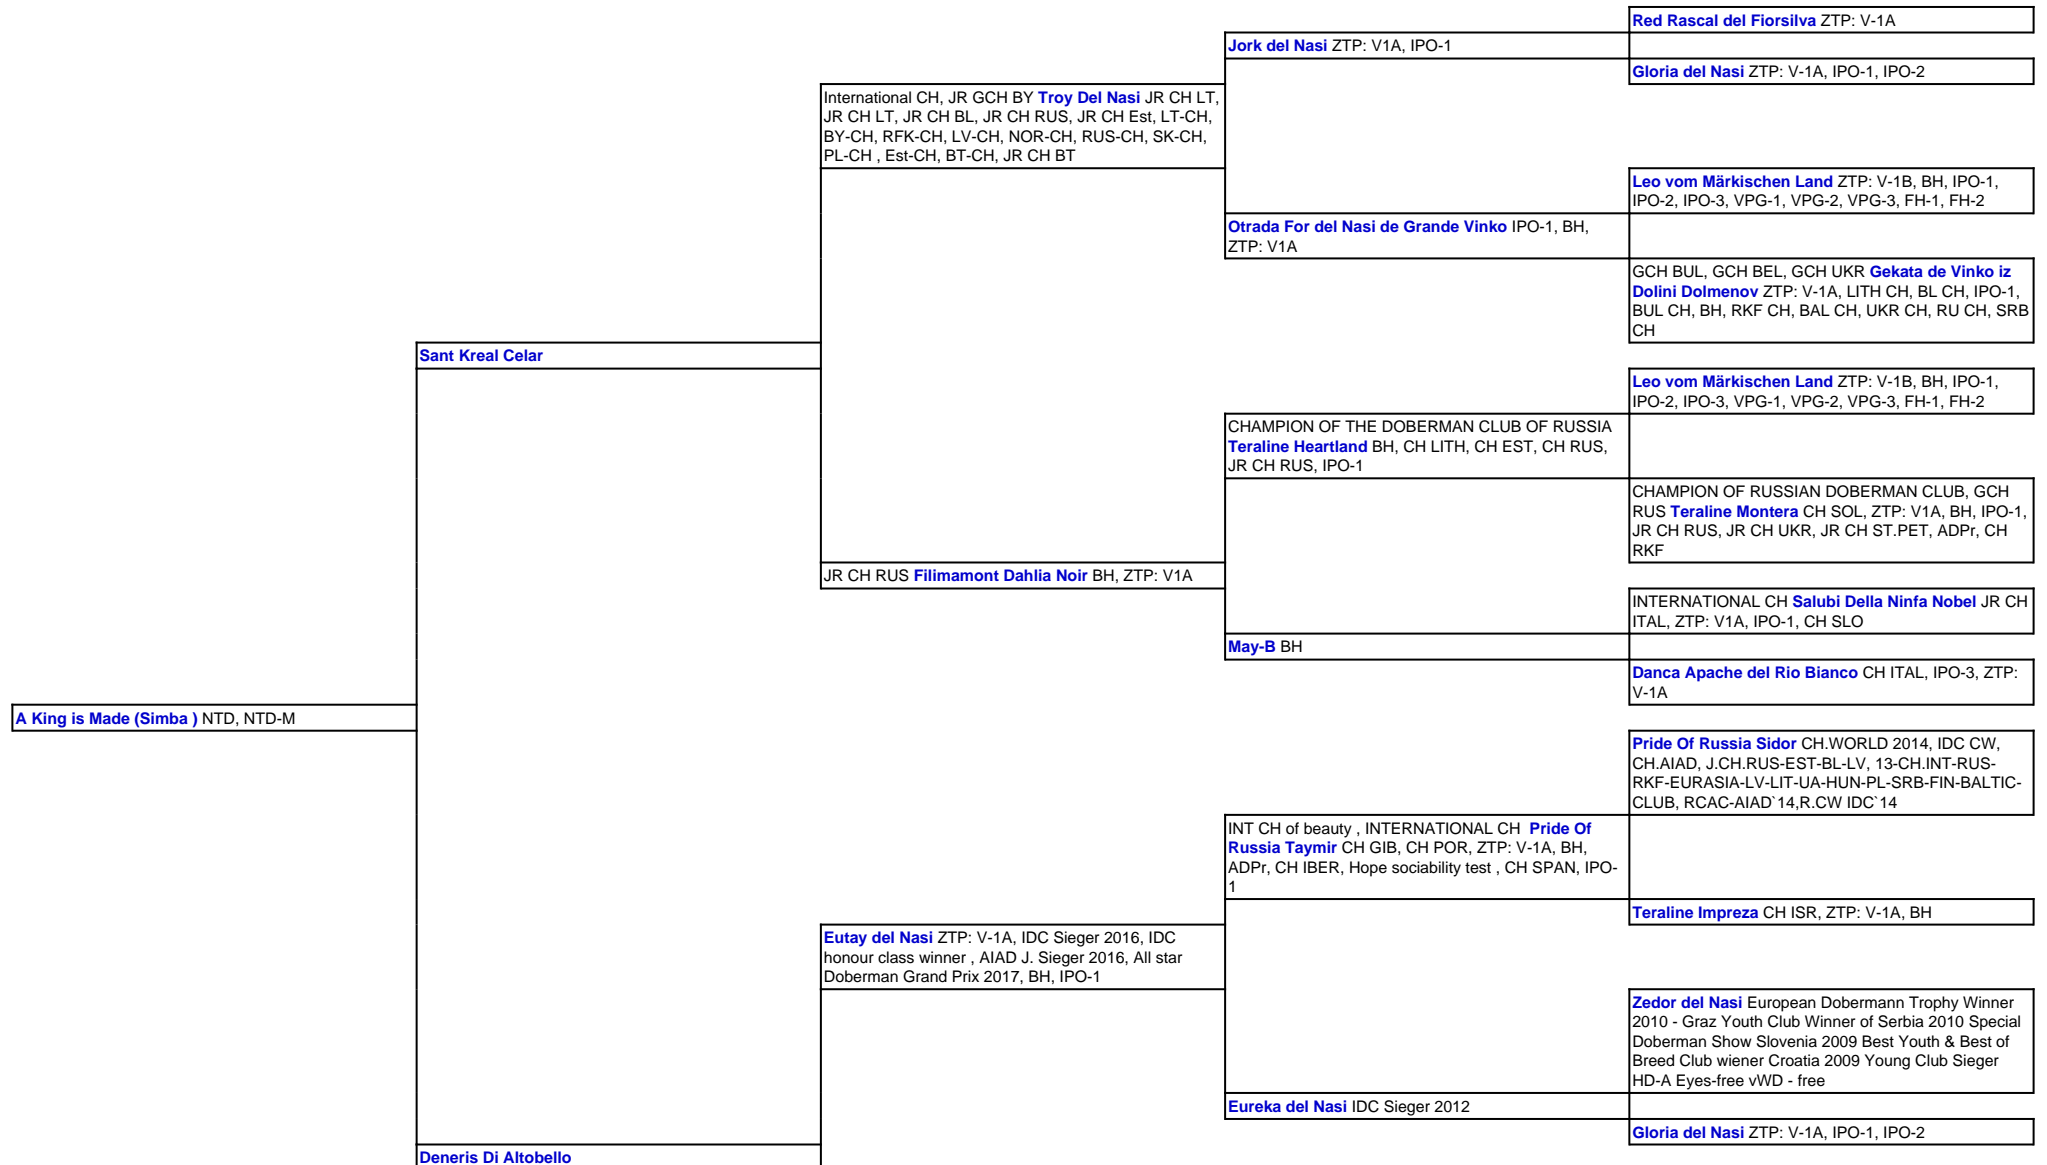 Red Rascal del Fiorsilva ZTP: V-1A
Jork del Nasi ZTP: V1A, IPO-1
Gloria del Nasi ZTP: V-1A, IPO-1, IPO-2
International CH, JR GCH BY Troy Del Nasi JR CH LT,
JR CH LT, JR CH BL, JR CH RUS, JR CH Est, LT-CH,
BY-CH, RFK-CH, LV-CH, NOR-CH, RUS-CH, SK-CH,
PL-CH , Est-CH, BT-CH, JR CH BT
Leo vom Märkischen Land ZTP: V-1B, BH, IPO-1,
IPO-2, IPO-3, VPG-1, VPG-2, VPG-3, FH-1, FH-2
Otrada For del Nasi de Grande Vinko IPO-1, BH,
ZTP: V1A
GCH BUL, GCH BEL, GCH UKR Gekata de Vinko iz
Dolini Dolmenov ZTP: V-1A, LITH CH, BL CH, IPO-1,
BUL CH, BH, RKF CH, BAL CH, UKR CH, RU CH, SRB
CH
Sant Kreal Celar
Leo vom Märkischen Land ZTP: V-1B, BH, IPO-1,
IPO-2, IPO-3, VPG-1, VPG-2, VPG-3, FH-1, FH-2
CHAMPION OF THE DOBERMAN CLUB OF RUSSIA
Teraline Heartland BH, CH LITH, CH EST, CH RUS,
JR CH RUS, IPO-1
CHAMPION OF RUSSIAN DOBERMAN CLUB, GCH
RUS Teraline Montera CH SOL, ZTP: V1A, BH, IPO-1,
JR CH RUS, JR CH UKR, JR CH ST.PET, ADPr, CH
RKF
JR CH RUS Filimamont Dahlia Noir BH, ZTP: V1A
INTERNATIONAL CH Salubi Della Ninfa Nobel JR CH
ITAL, ZTP: V1A, IPO-1, CH SLO
May-B BH
Danca Apache del Rio Bianco CH ITAL, IPO-3, ZTP:
V-1A
A King is Made (Simba ) NTD, NTD-M
Pride Of Russia Sidor CH.WORLD 2014, IDC CW,
CH.AIAD, J.CH.RUS-EST-BL-LV, 13-CH.INT-RUS-
RKF-EURASIA-LV-LIT-UA-HUN-PL-SRB-FIN-BALTIC-
CLUB, RCAC-AIAD`14,R.CW IDC`14
INT CH of beauty , INTERNATIONAL CH  Pride Of
Russia Taymir CH GIB, CH POR, ZTP: V-1A, BH,
ADPr, CH IBER, Hope sociability test , CH SPAN, IPO-
1
Teraline Impreza CH ISR, ZTP: V-1A, BH
Eutay del Nasi ZTP: V-1A, IDC Sieger 2016, IDC
honour class winner , AIAD J. Sieger 2016, All star
Doberman Grand Prix 2017, BH, IPO-1
Zedor del Nasi European Dobermann Trophy Winner
2010 - Graz Youth Club Winner of Serbia 2010 Special
Doberman Show Slovenia 2009 Best Youth & Best of
Breed Club wiener Croatia 2009 Young Club Sieger
HD-A Eyes-free vWD - free
Eureka del Nasi IDC Sieger 2012
Gloria del Nasi ZTP: V-1A, IPO-1, IPO-2
Deneris Di Altobello